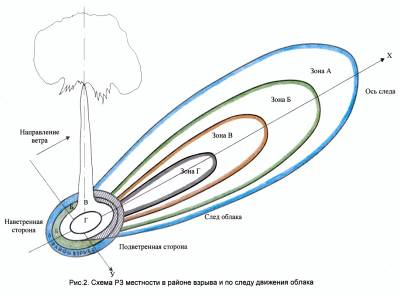 X
Зона А
Ось следа
Зона Б
Направление
ветра
Зона В
Зона Г
В
Г
След облака
Наветренная
сторона
Подветренная сторона
У
Рис.2. Схема РЗ местности в районе взрыва и по следу движения облака